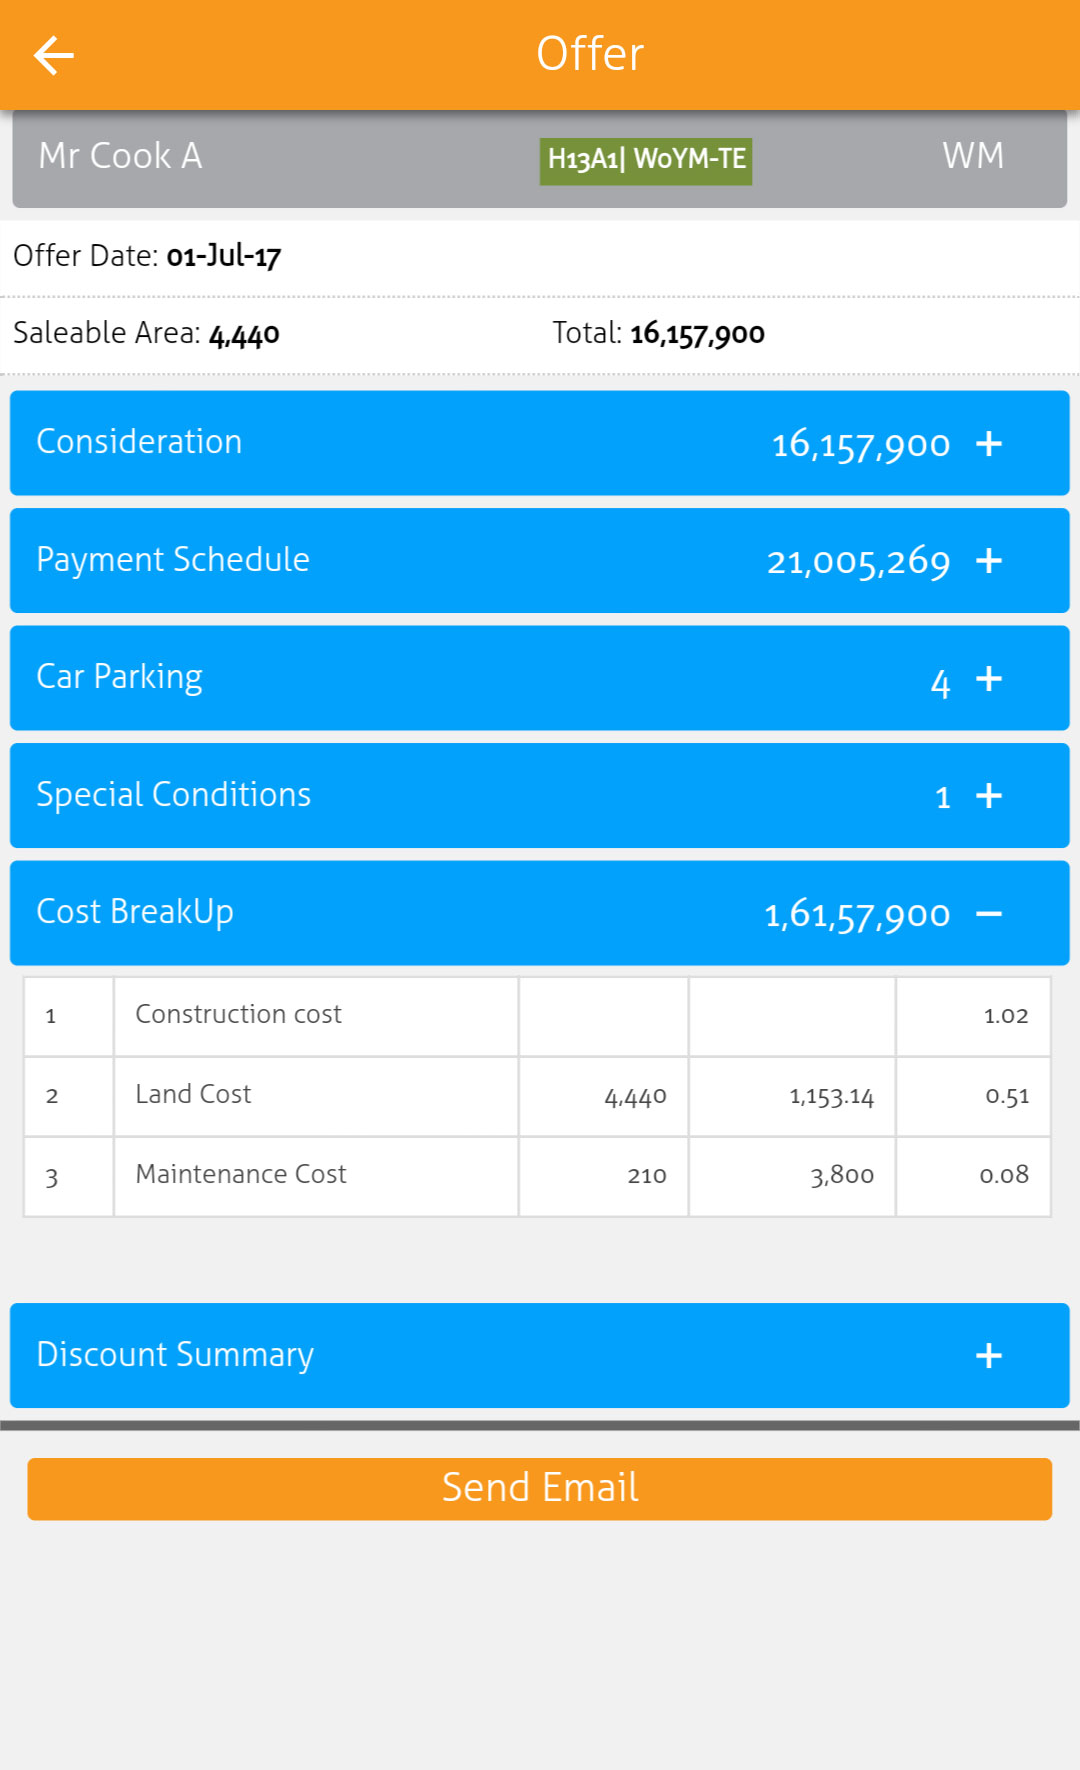 Offer
Mr Cook A H13A1| W0YM-TE WM
Offer Date: 01-Jul-17
Saleable Area: 4,440 Total: 16,157,900
Consideration 16,157,900 +
Payment Schedule 21,005,269 +
Car Parking 4 +
Special Conditions 1 +
Cost BreakUp 1,61,57,900 −
1 Construction cost 1.02
2 Land Cost 4,440 1,153.14 0.51
3 Maintenance Cost 210 3,800 0.08
Discount Summary +
Send Email